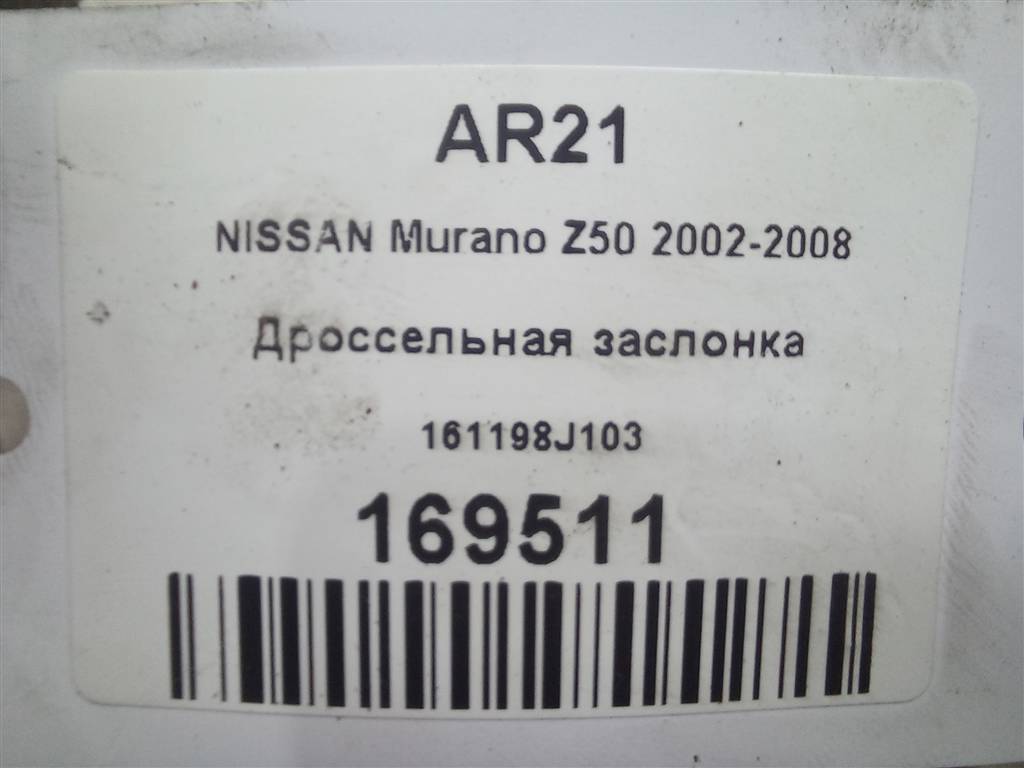 AR21
NISSAN Murano Z50 2002-2008
Дроссельная заслонка
161198J103
169511